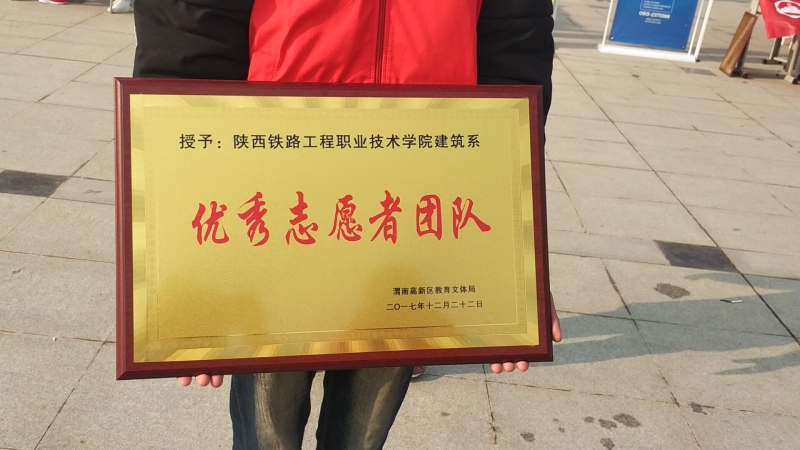 授予：陕西铁路工程职业技术学院建筑系
优秀志愿者团队
渭南高新区教育文体局
二〇一七年十二月二十二日